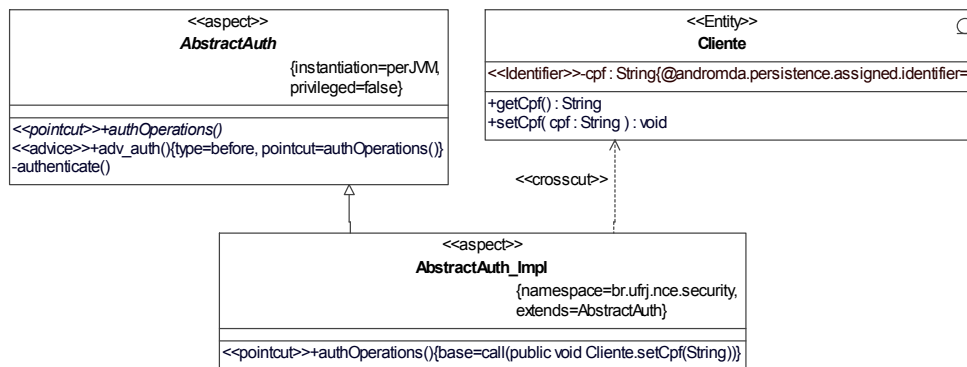 <<aspect>>
AbstractAuth
{instantiation=perJVM,
privileged=false}
<<pointcut>>+authOperations()
<<advice>>+adv_auth(){type=before, pointcut=authOperations()}
-authenticate()
<<Entity>>
Cliente
<<Identifier>>-cpf : String{@andromda.persistence.assigned.identifier=
+getCpf() : String
+setCpf( cpf : String ) : void
<<crosscut>>
<<aspect>>
AbstractAuth_Impl
{namespace=br.ufrj.nce.security,
extends=AbstractAuth}
<<pointcut>>+authOperations(){base=call(public void Cliente.setCpf(String))}